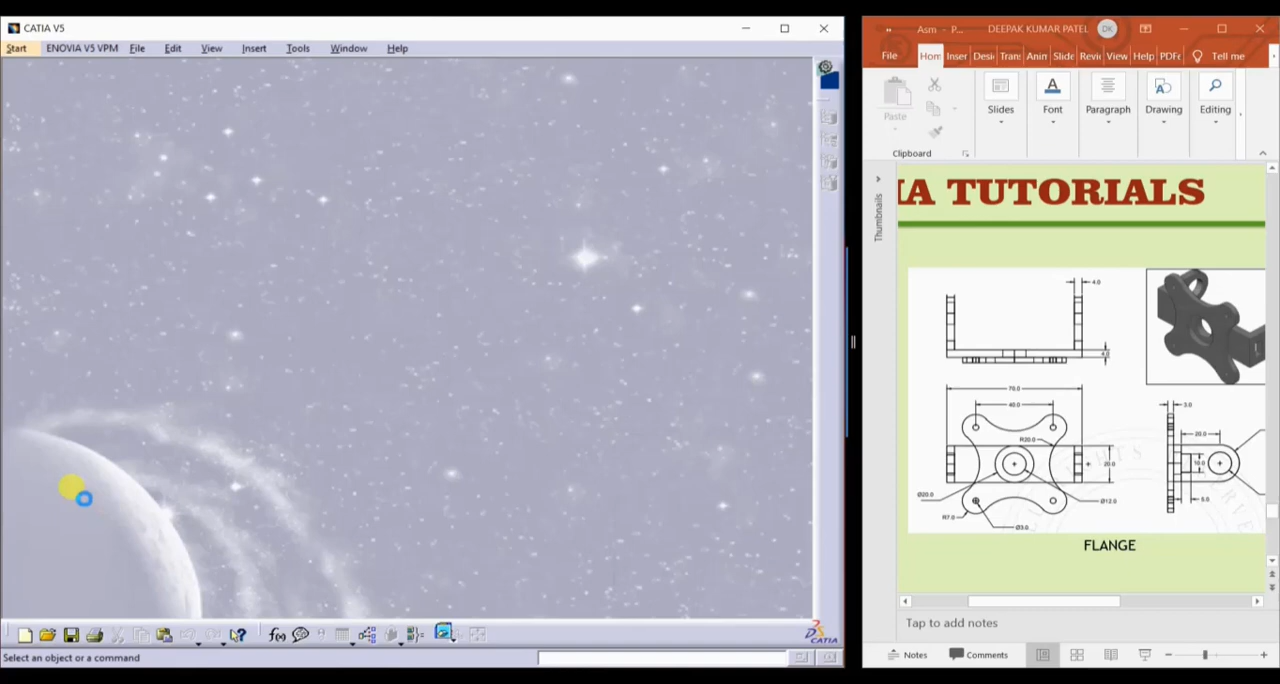 CATIA V5
Start ENOVIA V5 VPM File Edit View Insert Tools Window Help
Select an object or a command
CATIA
Asm - P... DEEPAK KUMAR PATEL DK
File Hom Inser Desi Tran Anin Slide Revi View Help PDFe Tell me
Paste
Clipboard
Slides
Font
Paragraph
Drawing
Editing
Thumbnails
IA TUTORIALS
4.0
4.0
70.0
40.0
R20.0
20.0
Ø20.0
Ø12.0
R7.0
Ø3.0
3.0
20.0
10.0
5.0
FLANGE
Tap to add notes
Notes Comments